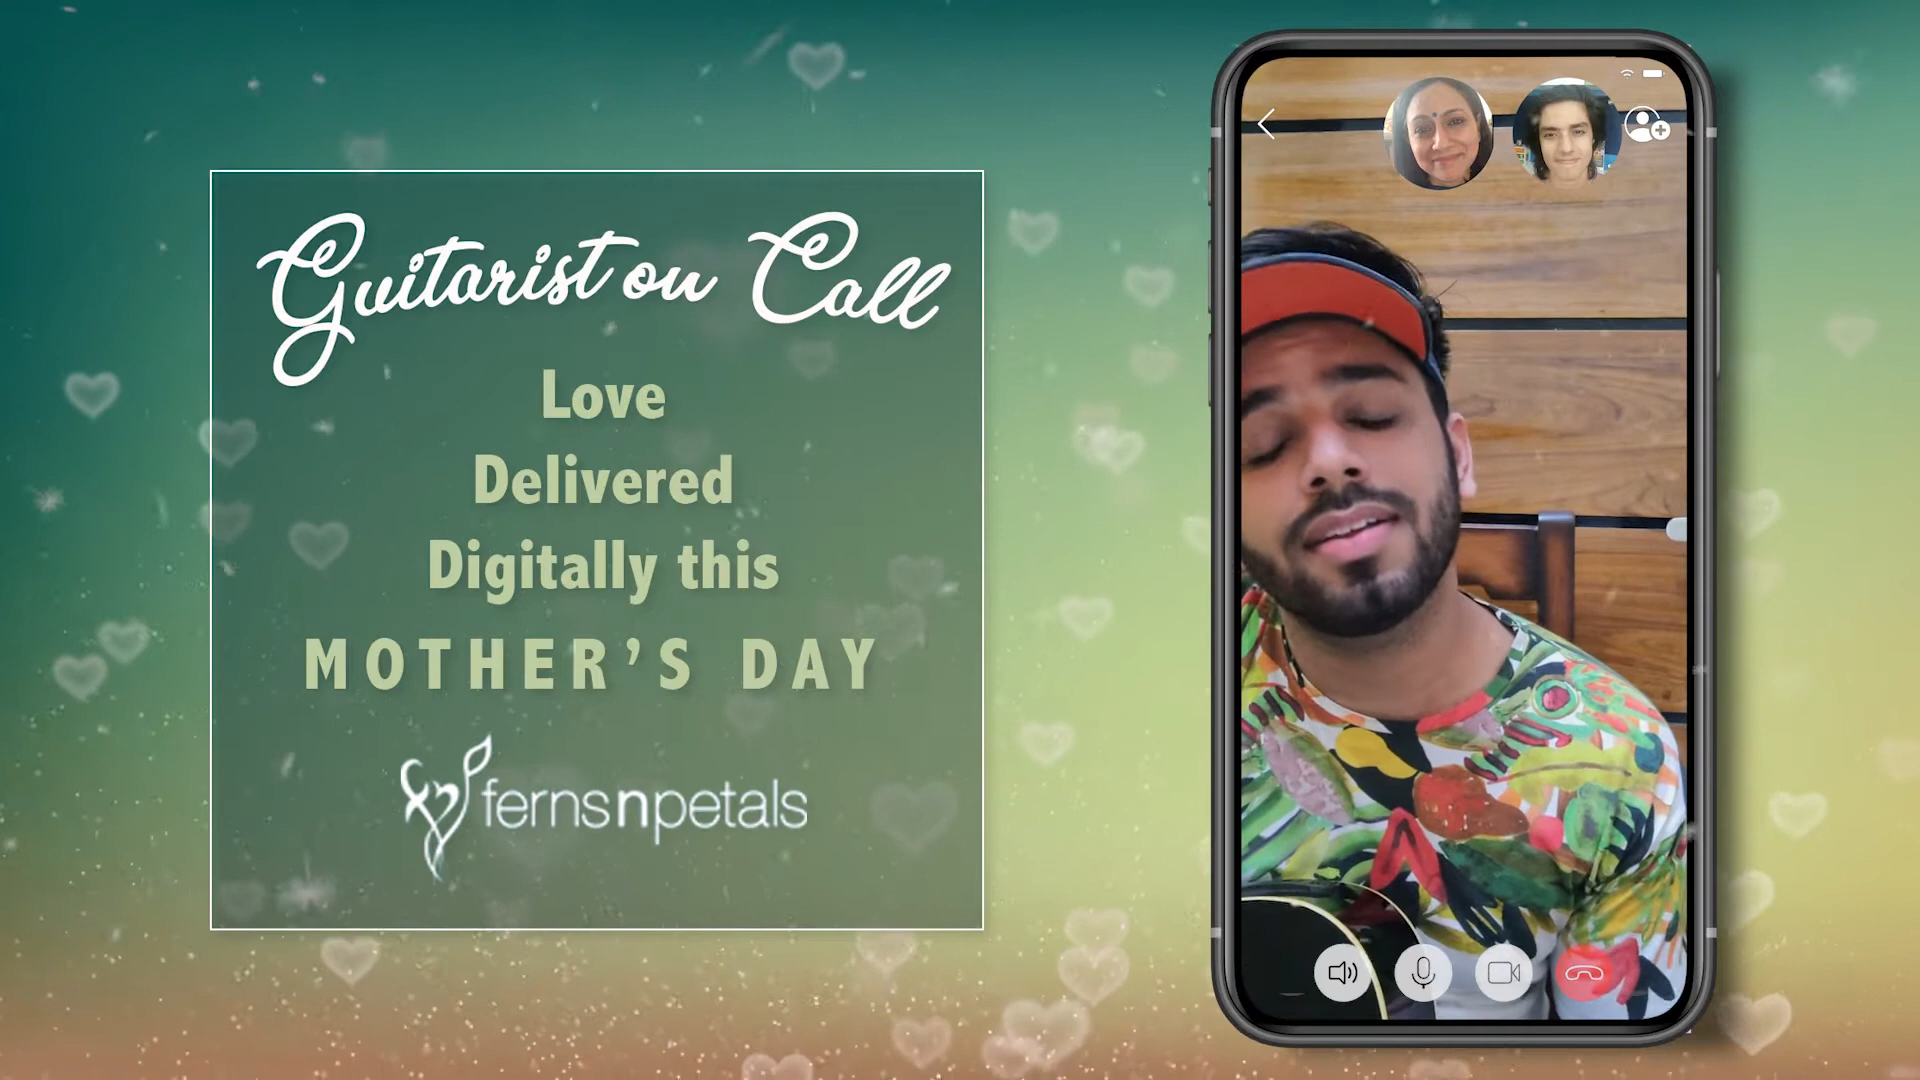 Guitarist on Call
Love
Delivered
Digitally this
MOTHER'S DAY
fernsnpetals